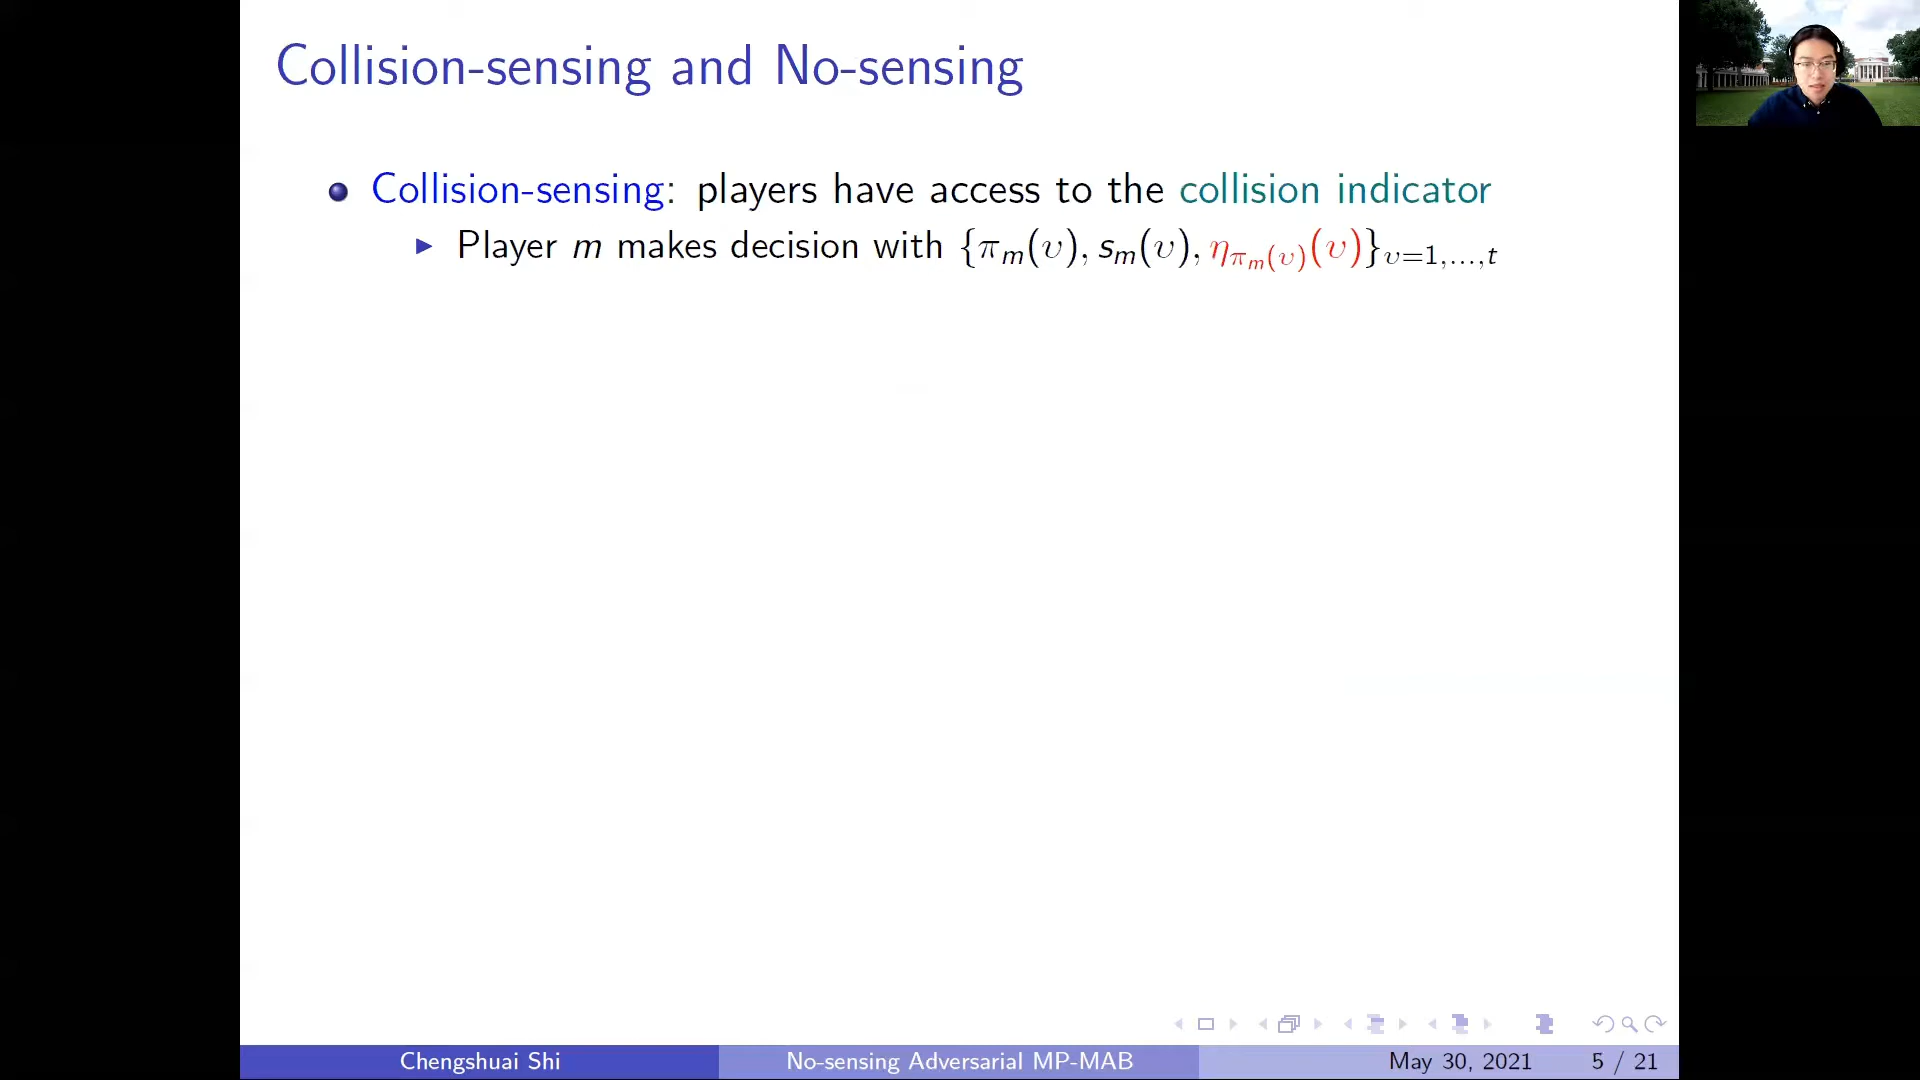 Collision-sensing and No-sensing
Collision-sensing: players have access to the collision indicator
Player m makes decision with {π_m(υ), s_m(υ), η_{π_m(υ)}(υ)}_{υ=1,...,t}
Chengshuai Shi No-sensing Adversarial MP-MAB May 30, 2021 5 / 21